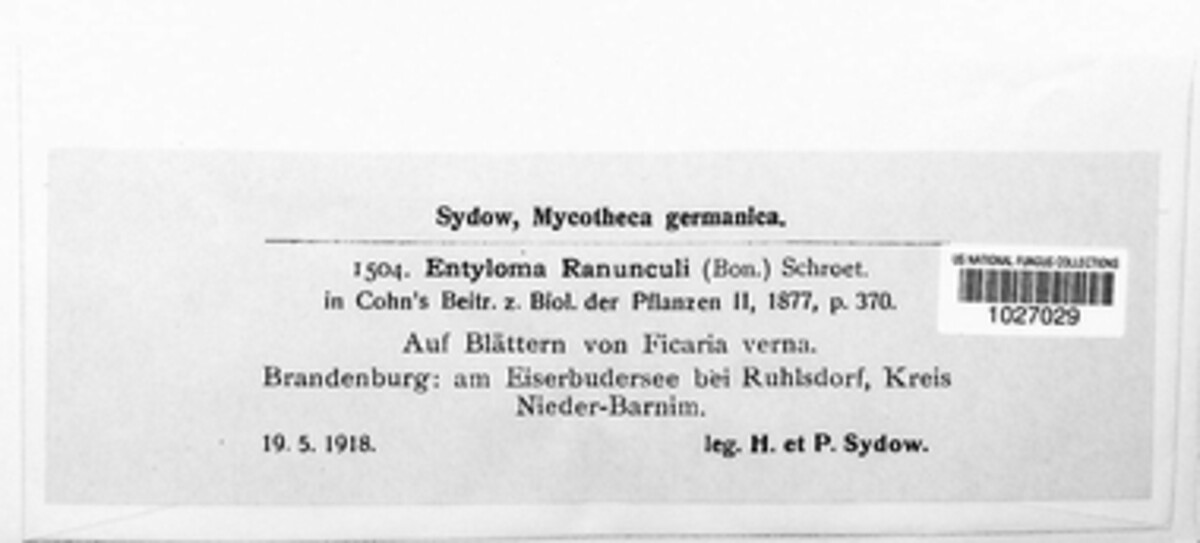 Sydow, Mycotheca germanica.
1504. Entyloma Ranunculi (Bon.) Schroet.
in Cohn's Beitr. z. Biol. der Pflanzen II, 1877, p. 370.
US NATIONAL FUNGUS COLLECTIONS
1027029
Auf Blättern von Ficaria verna.
Brandenburg: am Eiserbudersee bei Ruhlsdorf, Kreis
Nieder-Barnim.
19. 5. 1918. leg. H. et P. Sydow.